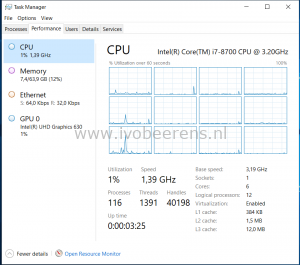 Task Manager
File Options View
Processes Performance Users Details Services
CPU
1% 1,39 GHz
Memory
7,4/63,9 GB (12%)
Ethernet
S: 64,0 Kbps R: 32,0 Kbps
GPU 0
Intel(R) UHD Graphics 630
1%
CPU Intel(R) Core(TM) i7-8700 CPU @ 3.20GHz
% Utilization over 60 seconds 100%
www.ivobeerens.nl
Utilization Speed
1% 1,39 GHz
Processes Threads Handles
116 1391 40198
Up time
0:00:03:25
Base speed: 3,19 GHz
Sockets: 1
Cores: 6
Logical processors: 12
Virtualization: Enabled
L1 cache: 384 KB
L2 cache: 1,5 MB
L3 cache: 12,0 MB
Fewer details Open Resource Monitor